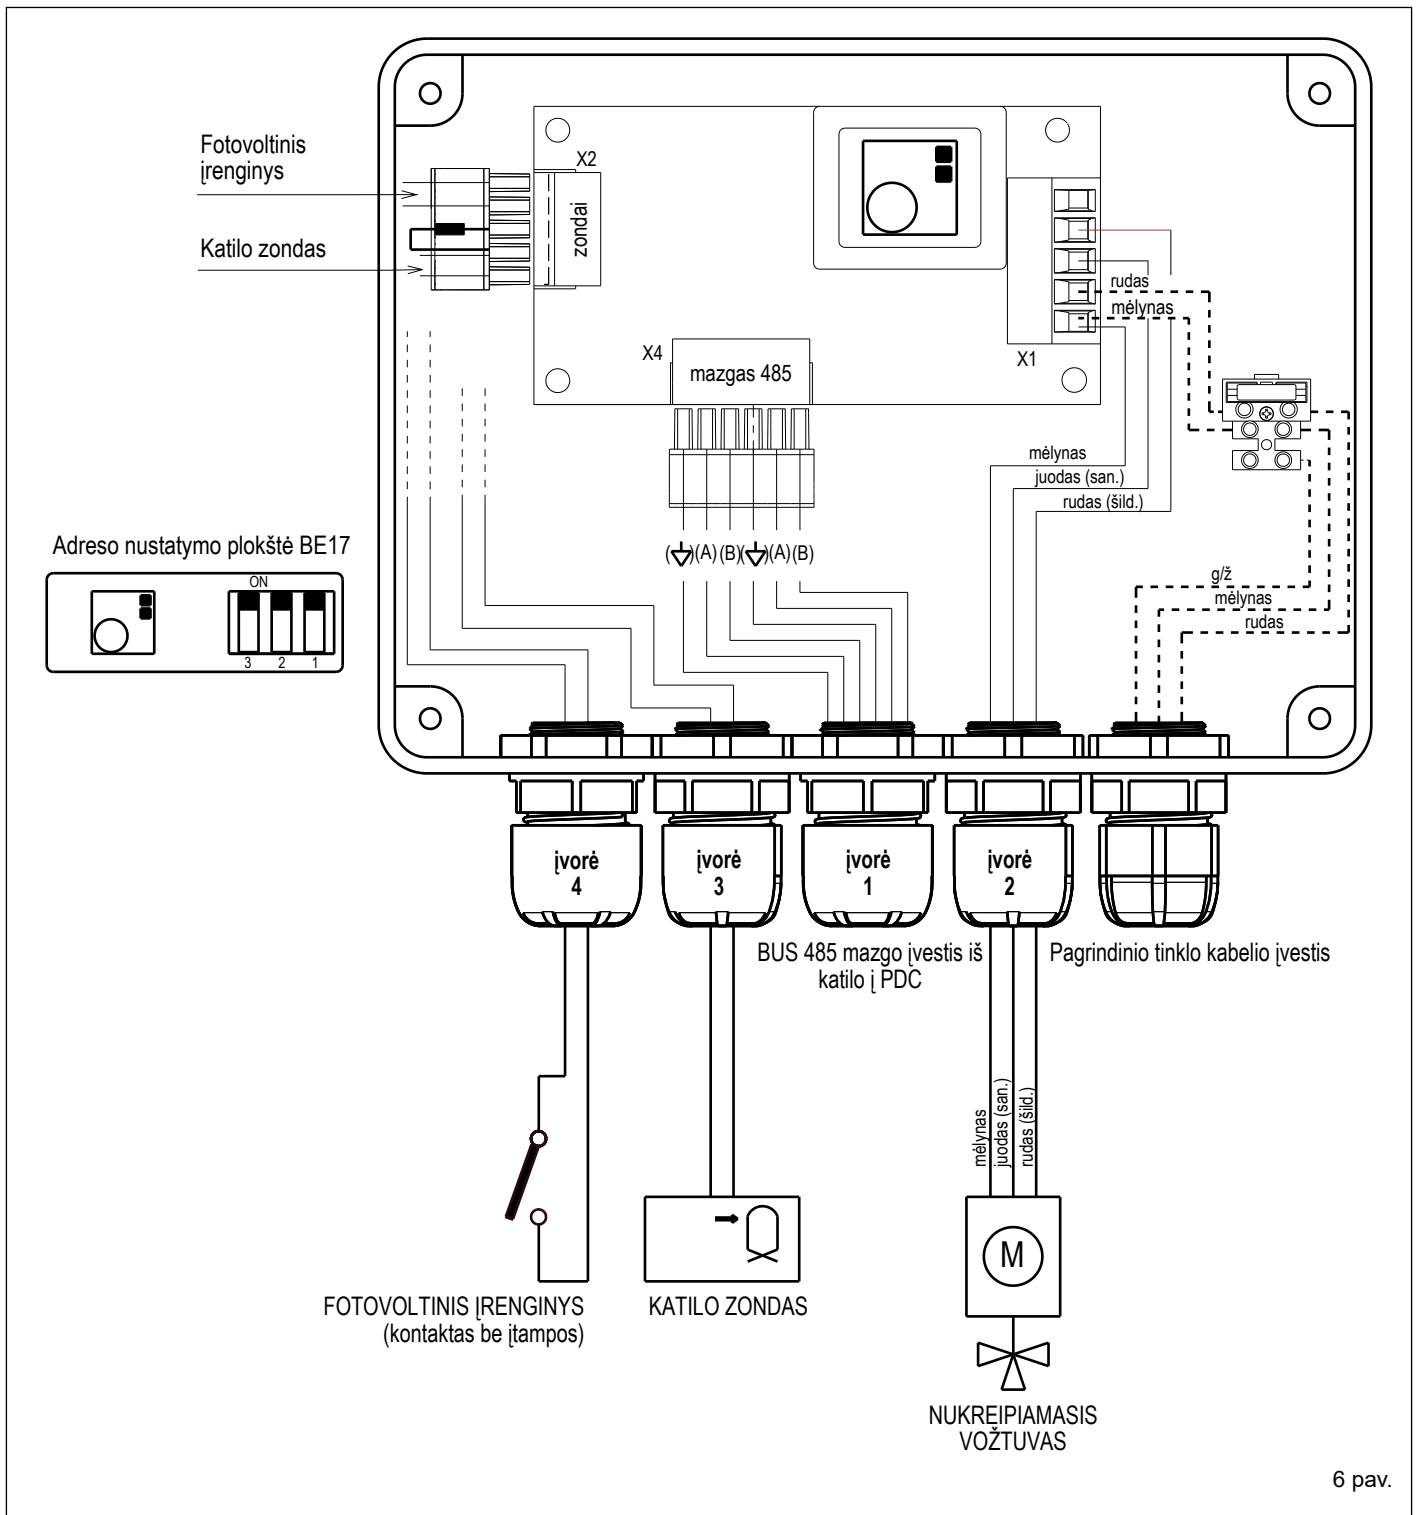 Fotovoltinis
įrenginys
Katilo zondas
X2
zondai
X4
mazgas 485
X1
rudas
mėlynas
mėlynas
juodas (san.)
rudas (šild.)
( ) (A) (B) ( ) (A) (B)
g/ž
mėlynas
rudas
Adreso nustatymo plokštė BE17
ON
3 2 1
įvorė
4
įvorė
3
įvorė
1
įvorė
2
BUS 485 mazgo įvestis iš
katilo į PDC
Pagrindinio tinklo kabelio įvestis
mėlynas
juodas (san.)
rudas (šild.)
M
FOTOVOLTINIS ĮRENGINYS
(kontaktas be įtampos)
KATILO ZONDAS
NUKREIPIAMASIS
VOŽTUVAS
6 pav.